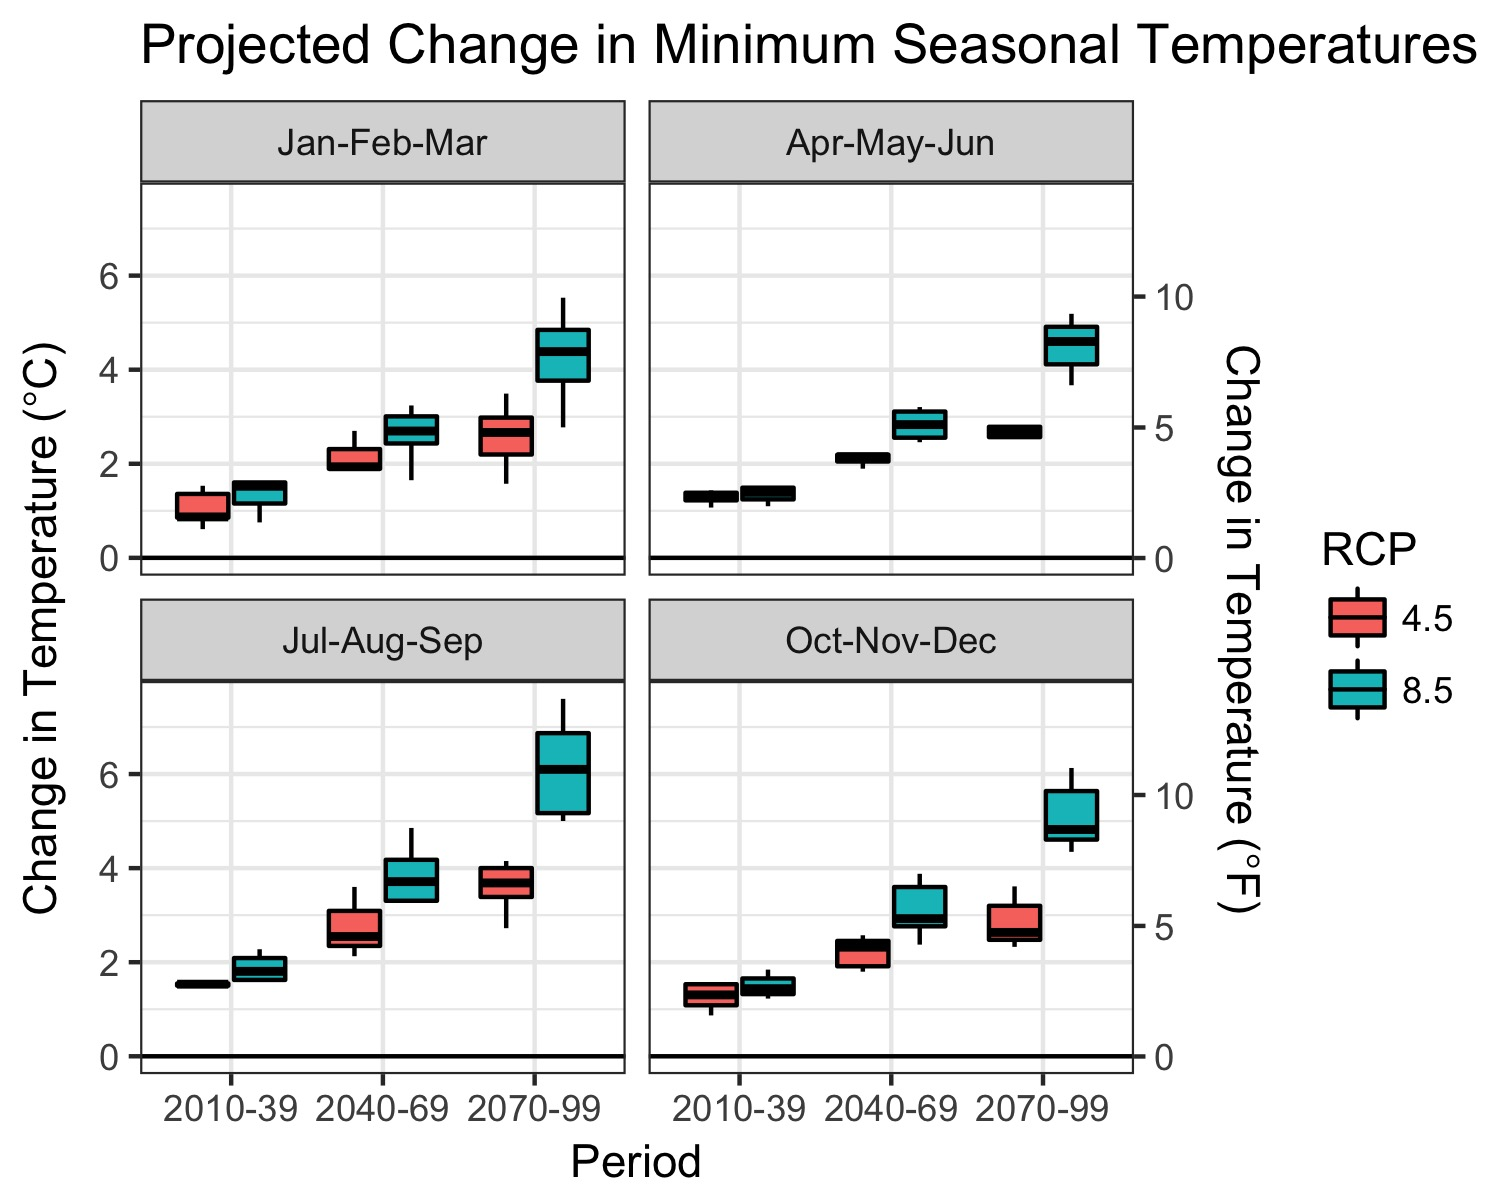 Projected Change in Minimum Seasonal Temperatures
Jan-Feb-Mar
Apr-May-Jun
6
4
2
0
10
5
0
Jul-Aug-Sep
Oct-Nov-Dec
6
4
2
0
10
5
0
2010-39 2040-69 2070-99
2010-39 2040-69 2070-99
Period
Change in Temperature (°C)
Change in Temperature (°F)
RCP
4.5
8.5